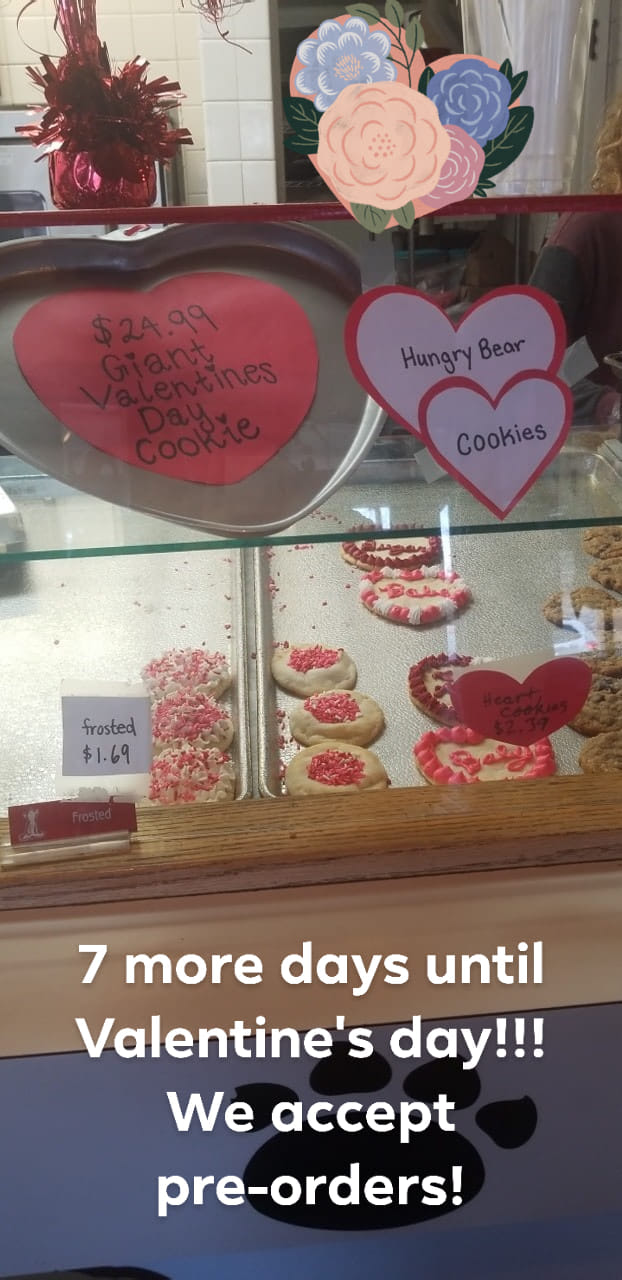 $24.99
Giant
Valentines
Day
Cookie
Hungry Bear
Cookies
Baby
Heart
Cookies
$2.39
frosted
$1.69
Frosted
7 more days until
Valentine's day!!!
We accept
pre-orders!